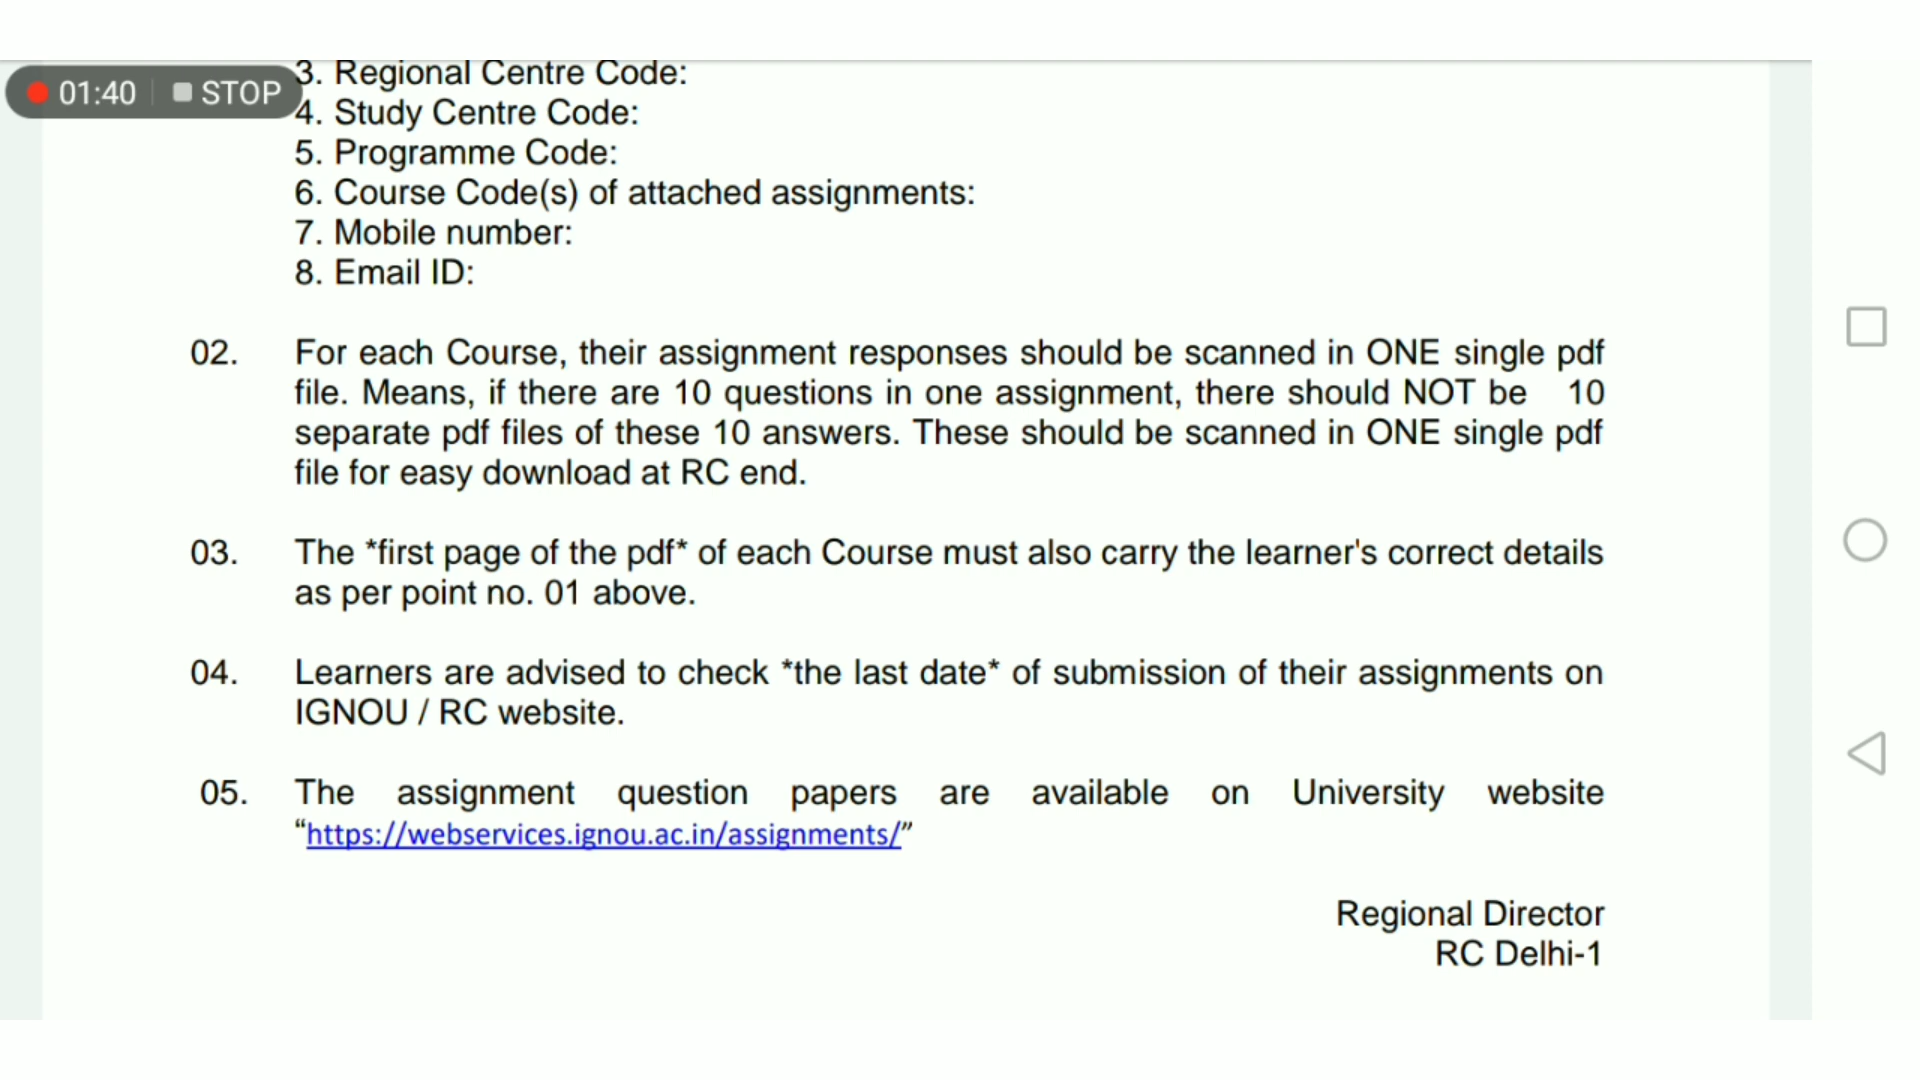 01:40 STOP
3. Regional Centre Code:
4. Study Centre Code:
5. Programme Code:
6. Course Code(s) of attached assignments:
7. Mobile number:
8. Email ID:
02. For each Course, their assignment responses should be scanned in ONE single pdf
file. Means, if there are 10 questions in one assignment, there should NOT be 10
separate pdf files of these 10 answers. These should be scanned in ONE single pdf
file for easy download at RC end.
03. The *first page of the pdf* of each Course must also carry the learner's correct details
as per point no. 01 above.
04. Learners are advised to check *the last date* of submission of their assignments on
IGNOU / RC website.
05. The assignment question papers are available on University website
“https://webservices.ignou.ac.in/assignments/”
Regional Director
RC Delhi-1